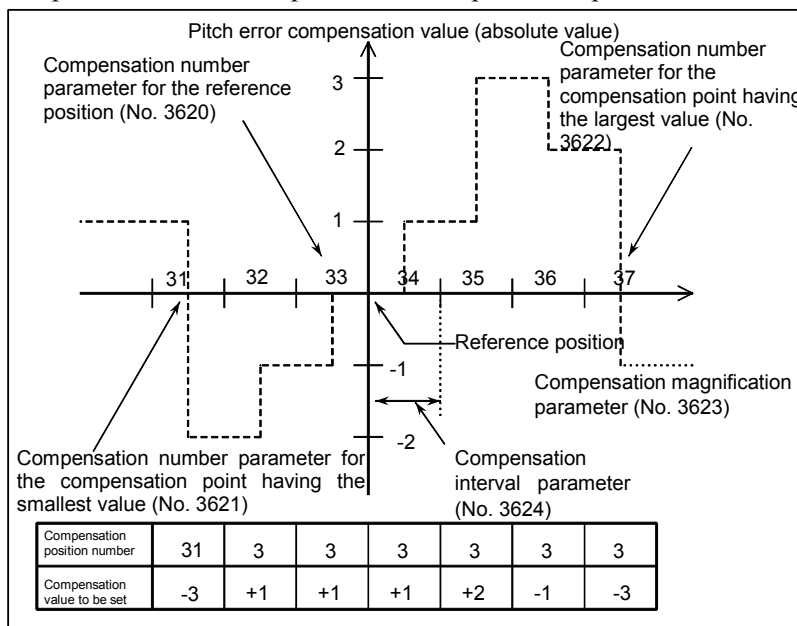 Pitch error compensation value (absolute value)
Compensation number
parameter for the reference
position (No. 3620)
Compensation number
parameter for the
compensation point having
the largest value (No.
3622)
3
2
1
31 32 33 34 35 36 37
Reference position
-1
-2
Compensation magnification
parameter (No. 3623)
Compensation number parameter for
the compensation point having the
smallest value (No. 3621)
Compensation
interval parameter
(No. 3624)
Compensation
position number
31 3 3 3 3 3 3
Compensation
value to be set
-3 +1 +1 +1 +2 -1 -3